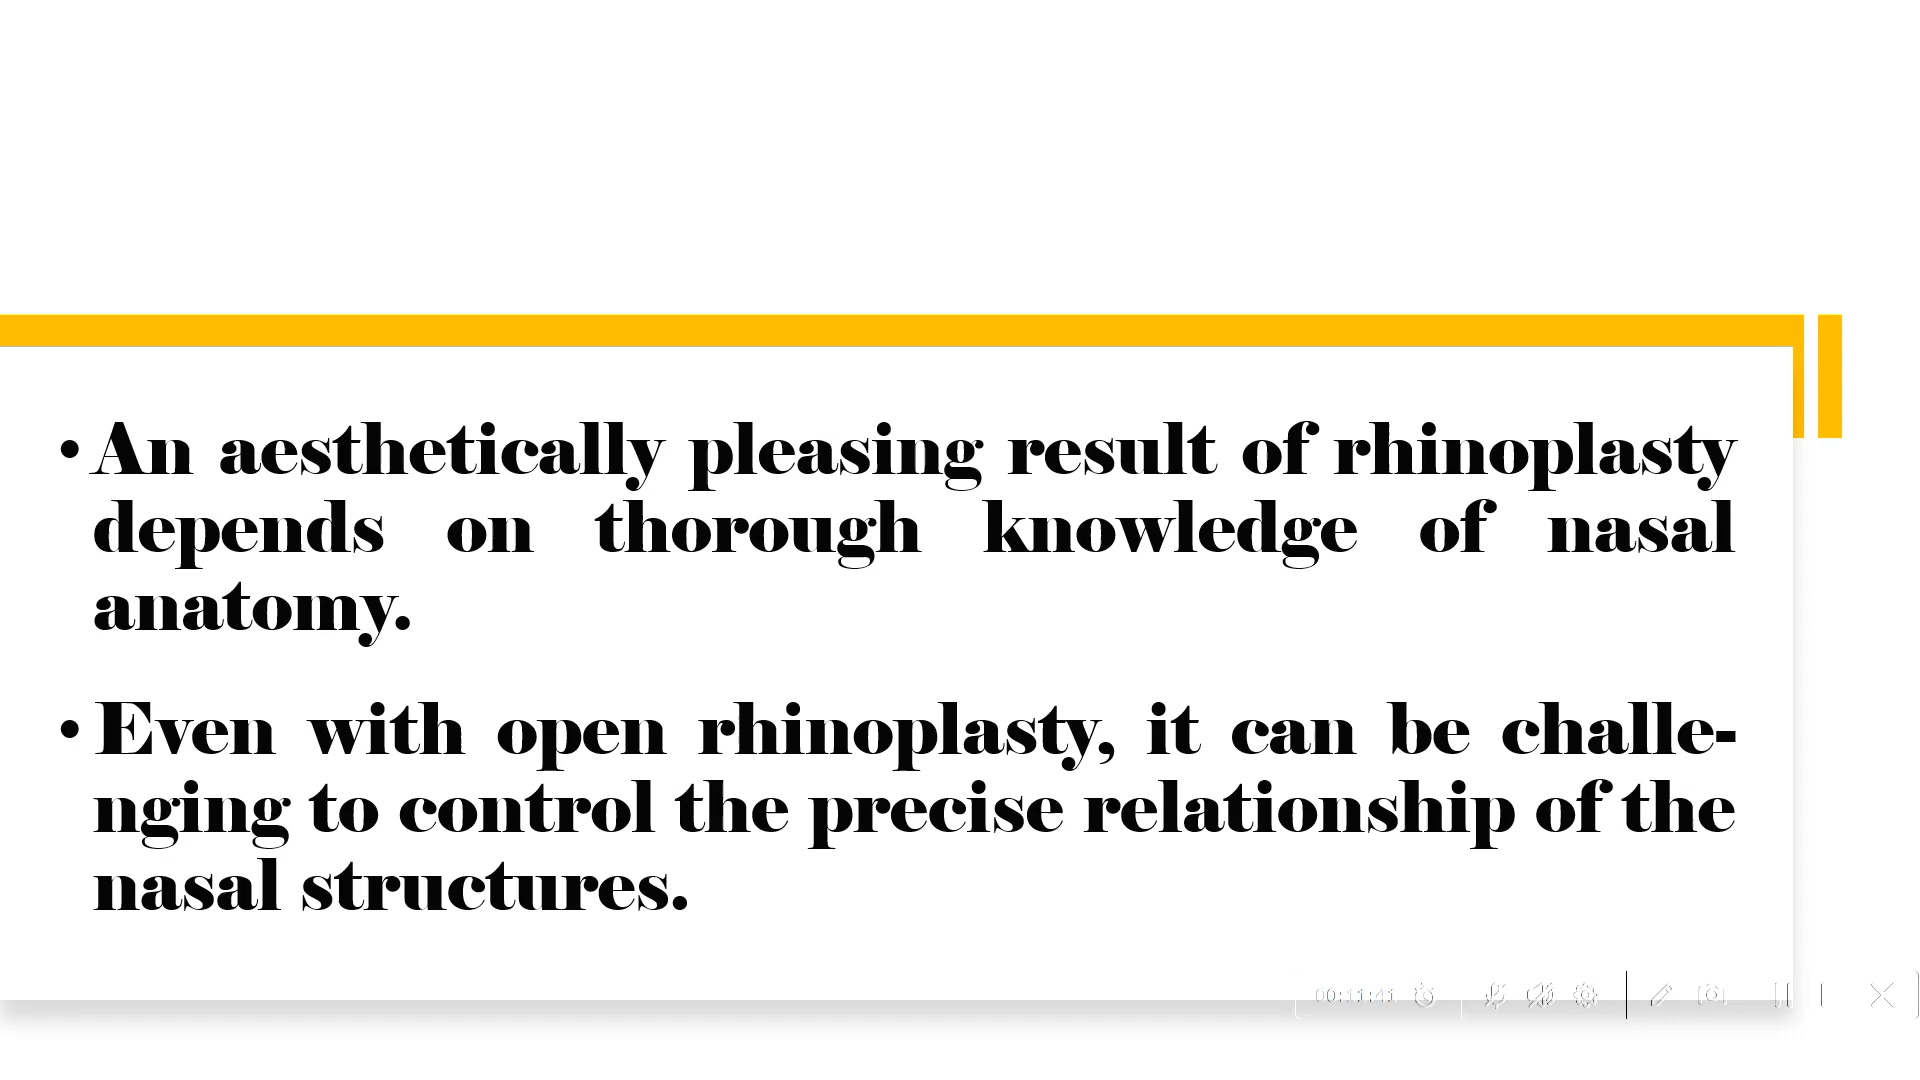 • An aesthetically pleasing result of rhinoplasty
depends on thorough knowledge of nasal
anatomy.
• Even with open rhinoplasty, it can be challe-
nging to control the precise relationship of the
nasal structures.